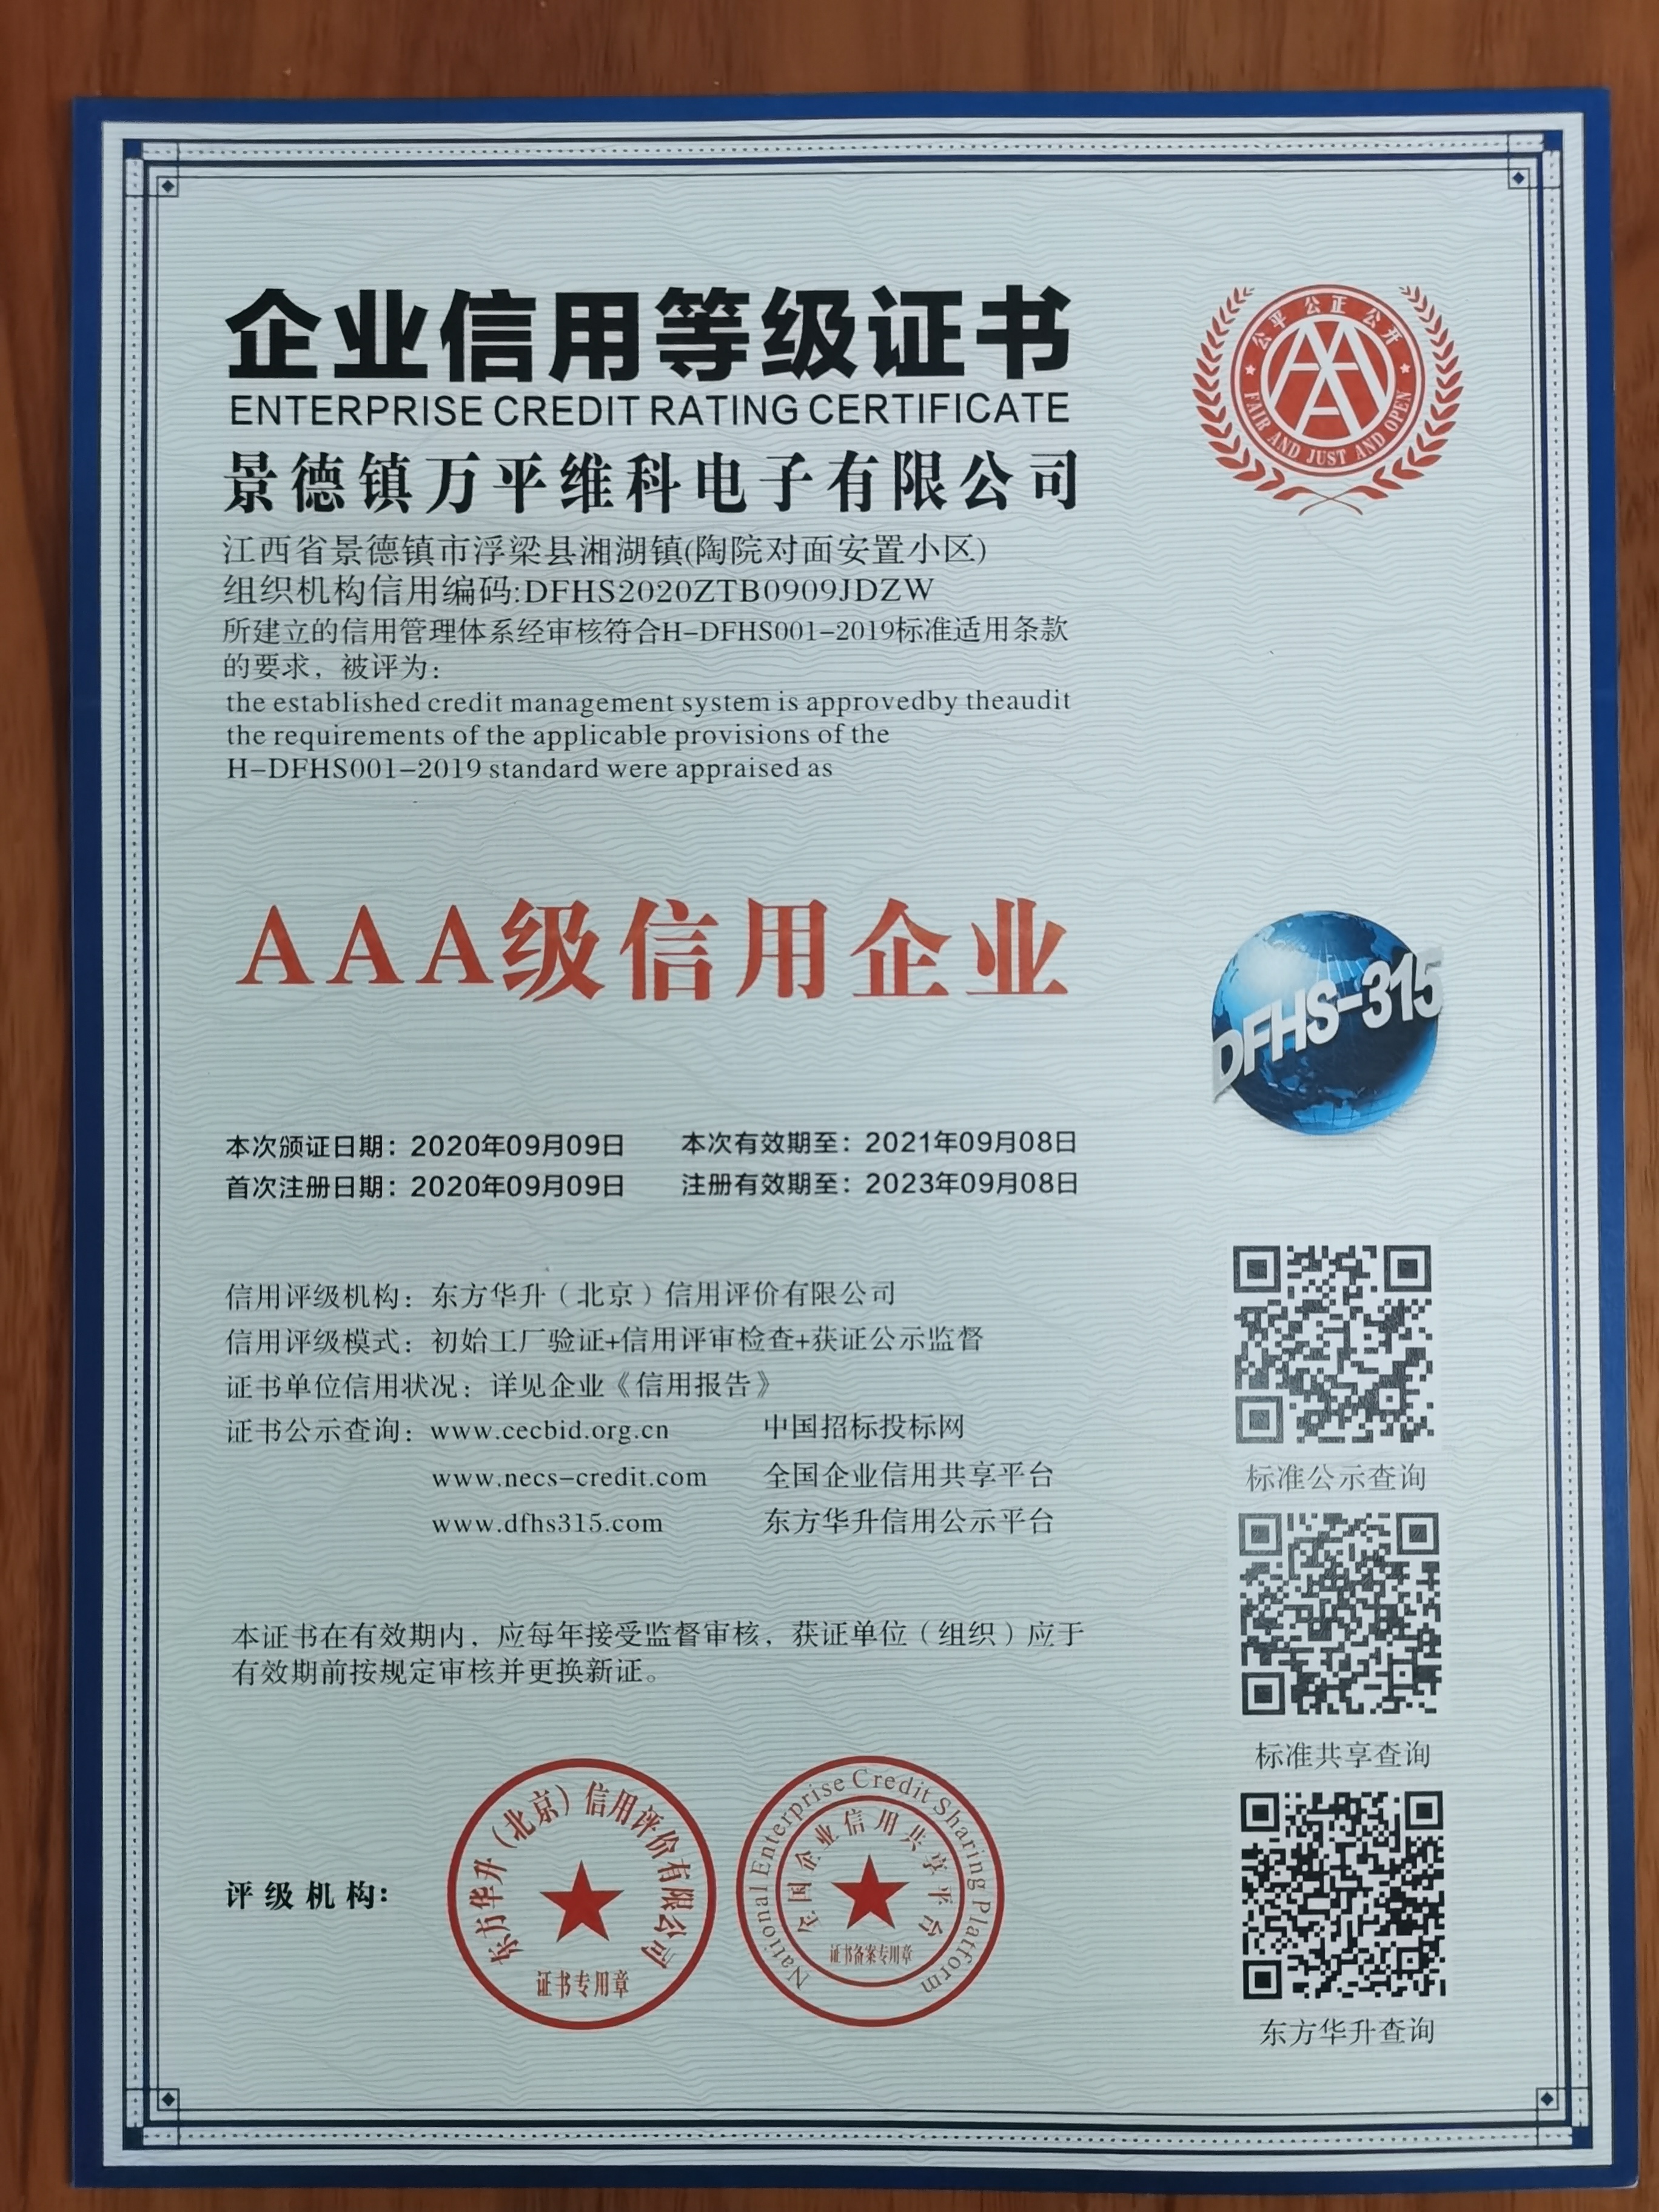 企业信用等级证书
公平 公正 公开
FAIR AND JUST AND OPEN
ENTERPRISE CREDIT RATING CERTIFICATE
景德镇万平维科电子有限公司
江西省景德镇市浮梁县湘湖镇(陶院对面安置小区)
组织机构信用编码:DFHS2020ZTB0909JDZW
所建立的信用管理体系经审核符合H-DFHS001-2019标准适用条款
的要求，被评为：
the established credit management system is approvedby theaudit
the requirements of the applicable provisions of the
H-DFHS001-2019 standard were appraised as
AAA级信用企业
DFHS-315
本次颁证日期：2020年09月09日 本次有效期至：2021年09月08日
首次注册日期：2020年09月09日 注册有效期至：2023年09月08日
信用评级机构：东方华升（北京）信用评价有限公司
信用评级模式：初始工厂验证+信用评审检查+获证公示监督
证书单位信用状况：详见企业《信用报告》
证书公示查询：www.cecbid.org.cn 中国招标投标网
www.necs-credit.com 全国企业信用共享平台
www.dfhs315.com 东方华升信用公示平台
标准公示查询
本证书在有效期内，应每年接受监督审核，获证单位（组织）应于
有效期前按规定审核并更换新证。
标准共享查询
评级机构：
东方华升（北京）信用评价有限公司
证书专用章
National Enterprise Credit Sharing Platform
全国企业信用共享平台
证书备案专用章
东方华升查询